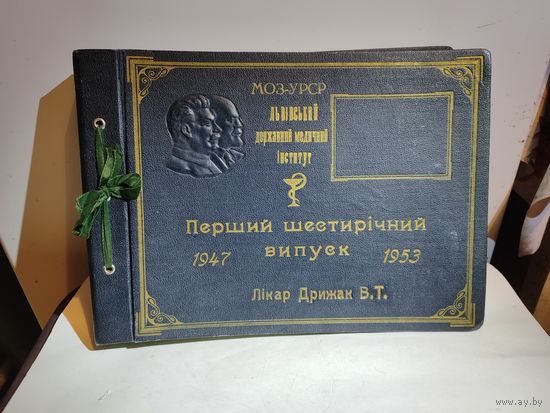 МОЗ-УРСР
ЛЬВІВСЬКИЙ
державний медичний
інститут
Перший шестирічний
випуск
1947 1953
Лікар Дрижак В.Т.
www.ay.by